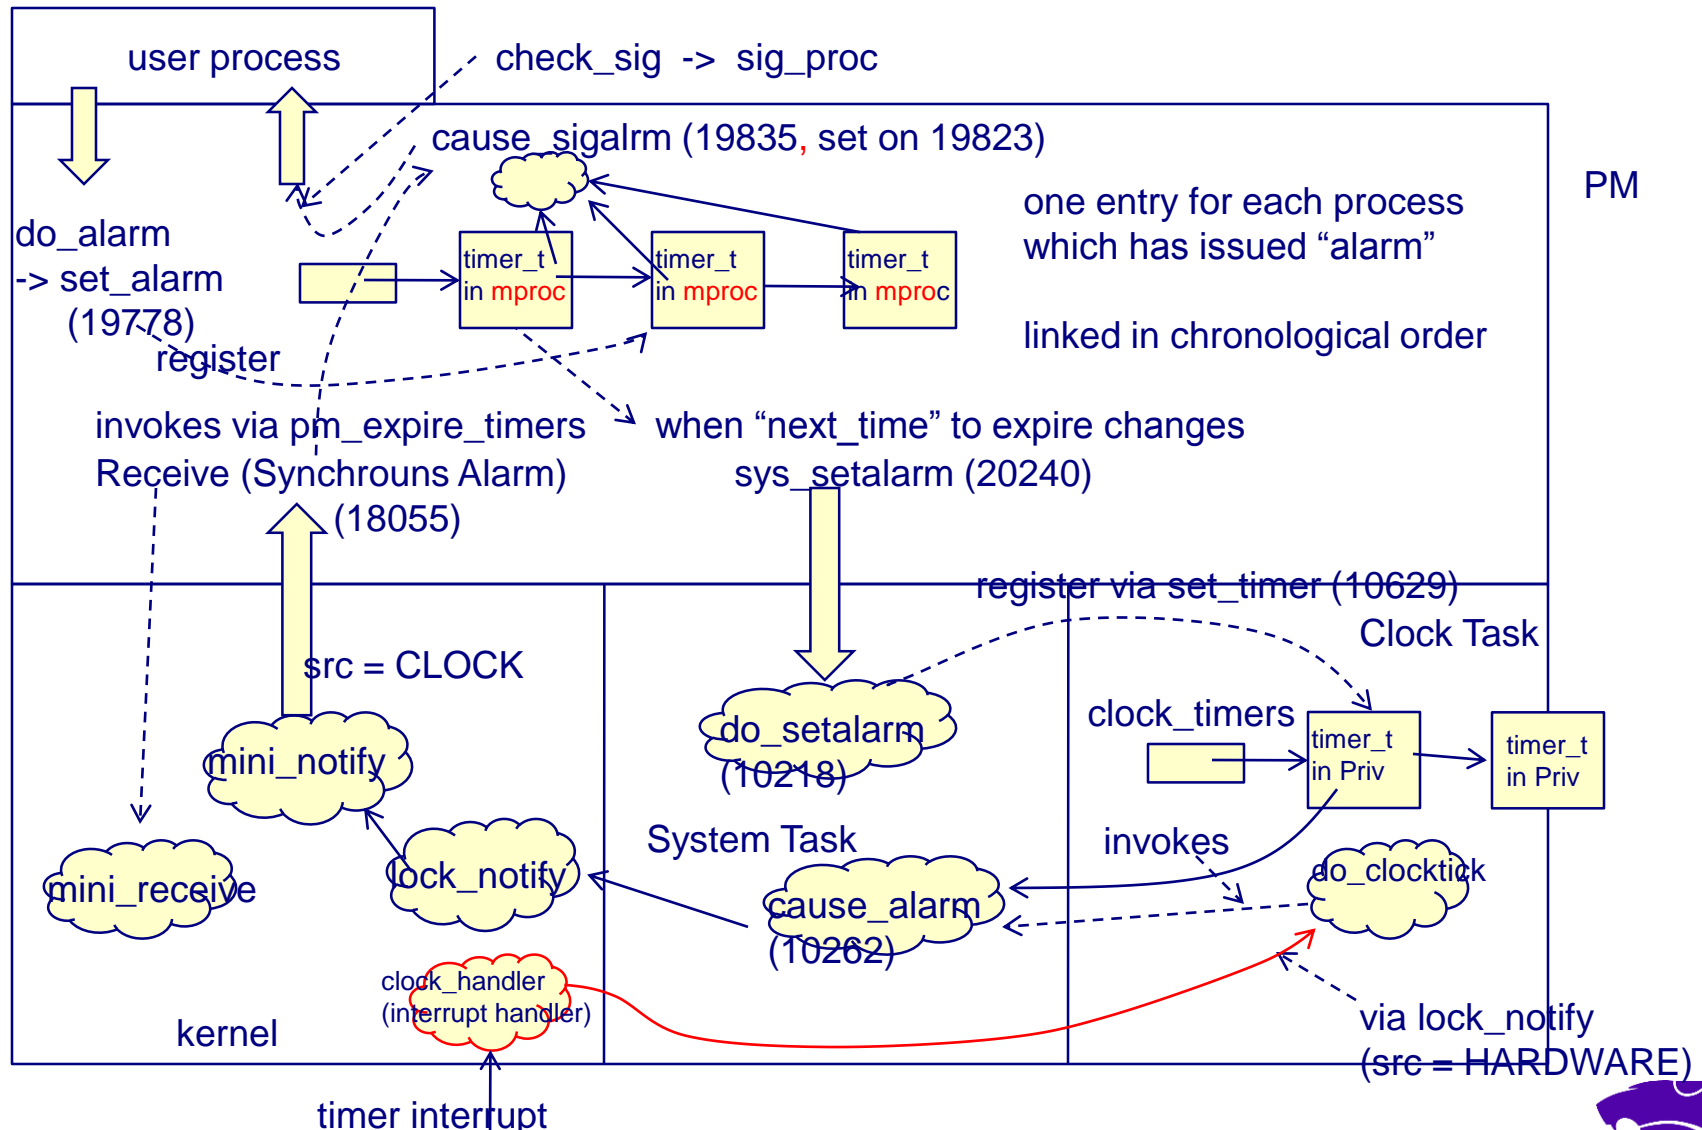 user process
check_sig -> sig_proc
cause_sigalrm (19835, set on 19823)
PM
one entry for each process
which has issued “alarm”
do_alarm
-> set_alarm
(19778)
timer_t
in mproc
timer_t
in mproc
timer_t
in mproc
linked in chronological order
register
invokes via pm_expire_timers
when “next_time” to expire changes
Receive (Synchrouns Alarm)
sys_setalarm (20240)
(18055)
register via set_timer (10629)
Clock Task
src = CLOCK
do_setalarm
(10218)
clock_timers
timer_t
in Priv
timer_t
in Priv
mini_notify
System Task
invokes
mini_receive
lock_notify
cause_alarm
(10262)
do_clocktick
clock_handler
(interrupt handler)
kernel
via lock_notify
(src = HARDWARE)
timer interrupt